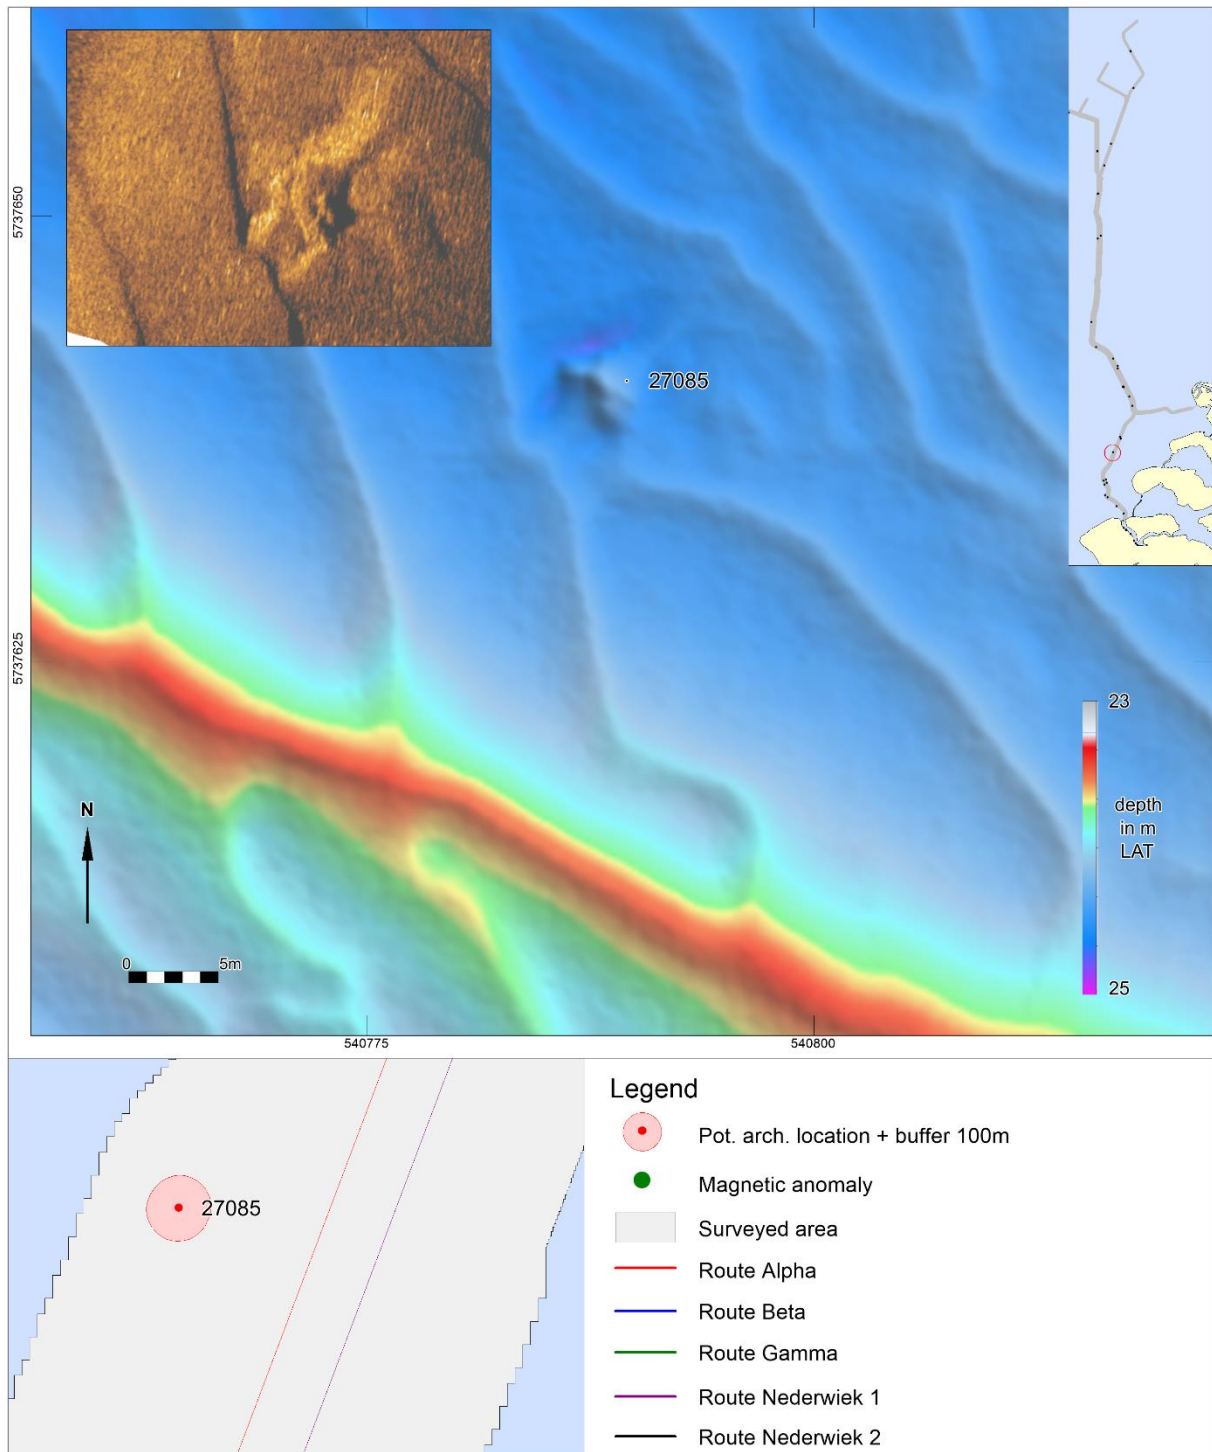 5737650
27085
5737625
23
depth
in m
LAT
25
N
0 5m
540775 540800
27085
Legend
Pot. arch. location + buffer 100m
Magnetic anomaly
Surveyed area
Route Alpha
Route Beta
Route Gamma
Route Nederwiek 1
Route Nederwiek 2